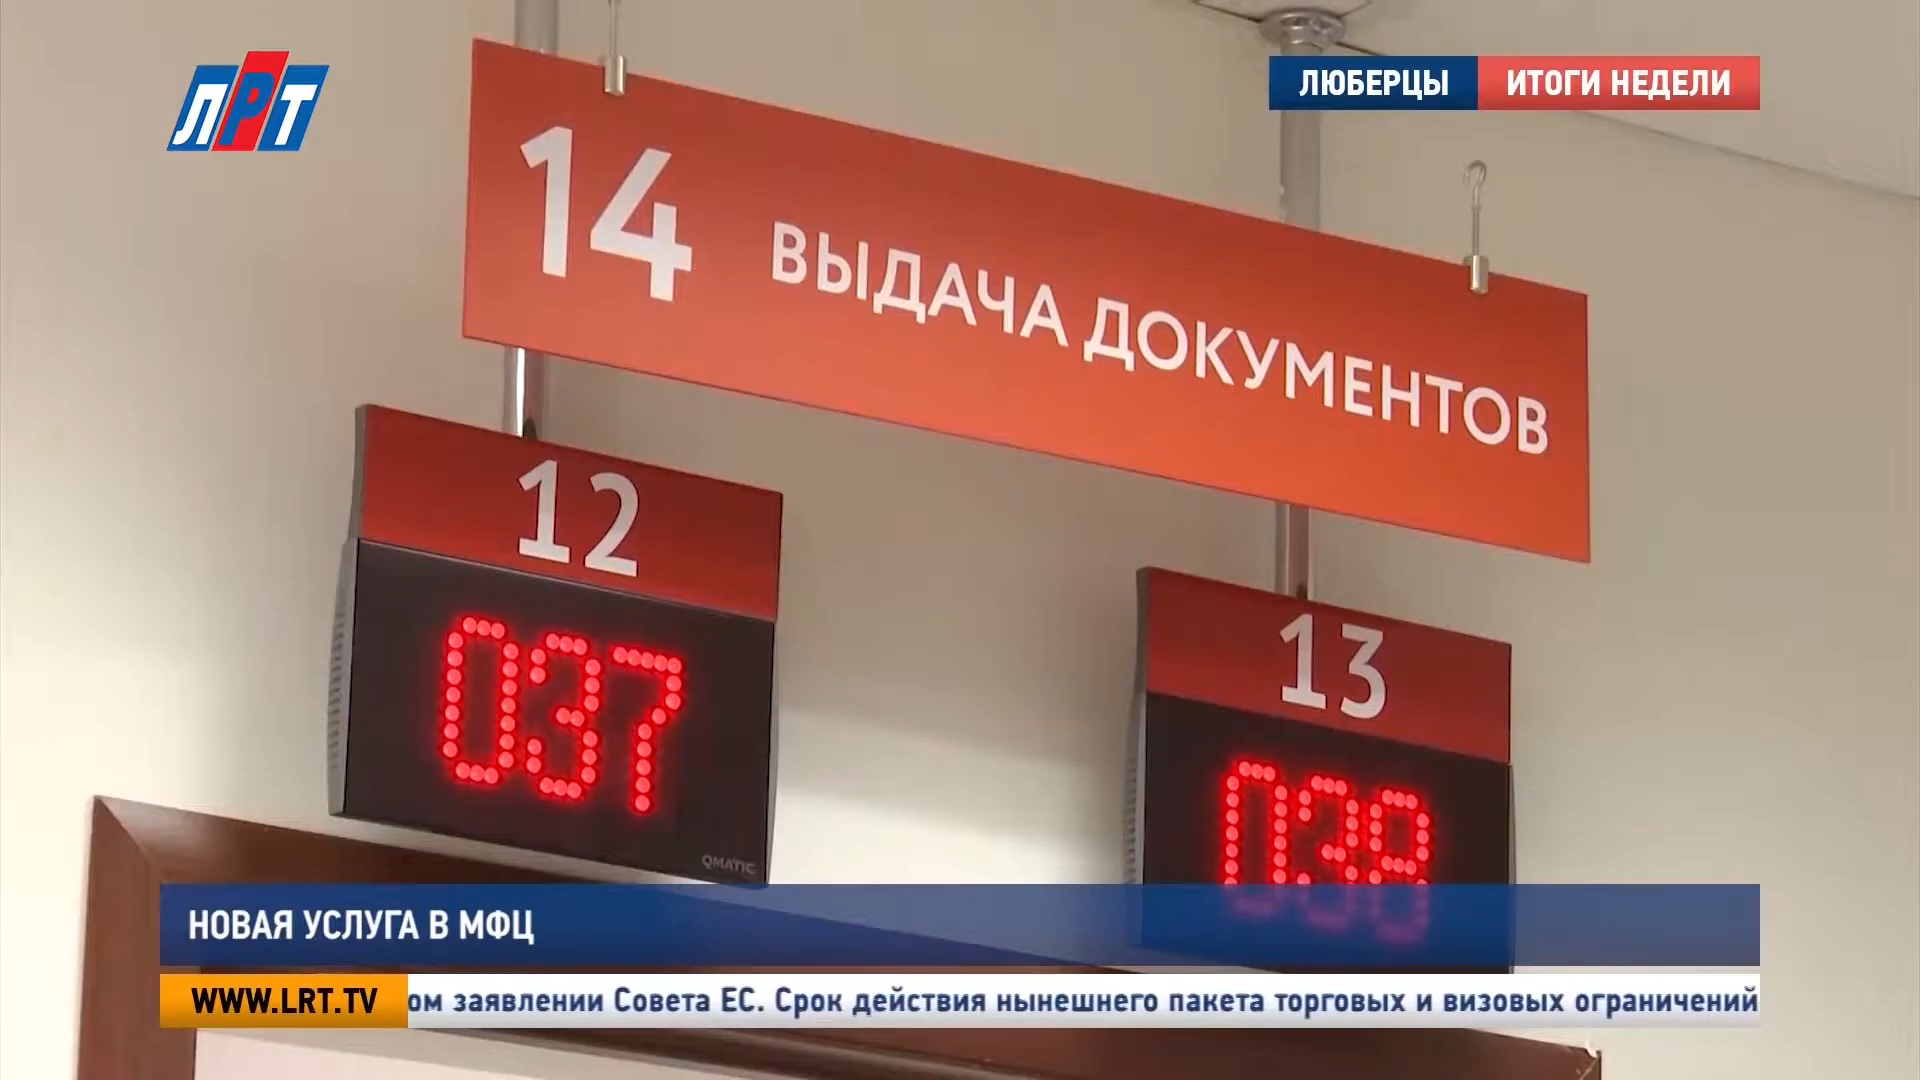 ЛРТ
ЛЮБЕРЦЫ ИТОГИ НЕДЕЛИ
14 ВЫДАЧА ДОКУМЕНТОВ
12
037
QMATIC
13
038
НОВАЯ УСЛУГА В МФЦ
WWW.LRT.TV ом заявлении Совета ЕС. Срок действия нынешнего пакета торговых и визовых ограничений